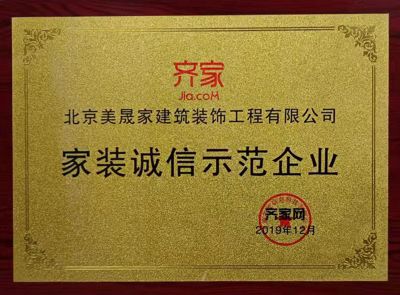 齐家
Jia.coM
北京美晟家建筑装饰工程有限公司
家装诚信示范企业
齐家网
2019年12月